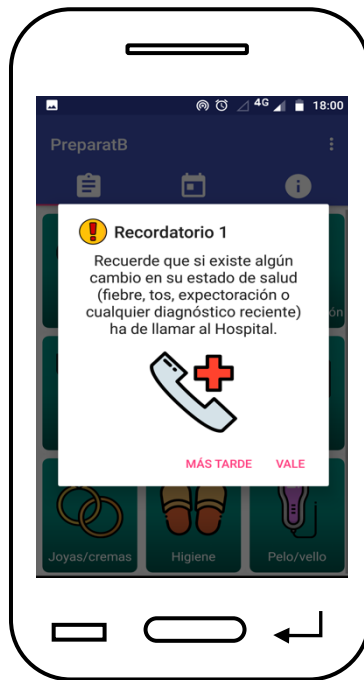 4G 18:00
PreparatB
Recordatorio 1
Recuerde que si existe algún
cambio en su estado de salud
(fiebre, tos, expectoración o
cualquier diagnóstico reciente)
ha de llamar al Hospital.
MÁS TARDE VALE
Joyas/cremas Higiene Pelo/vello